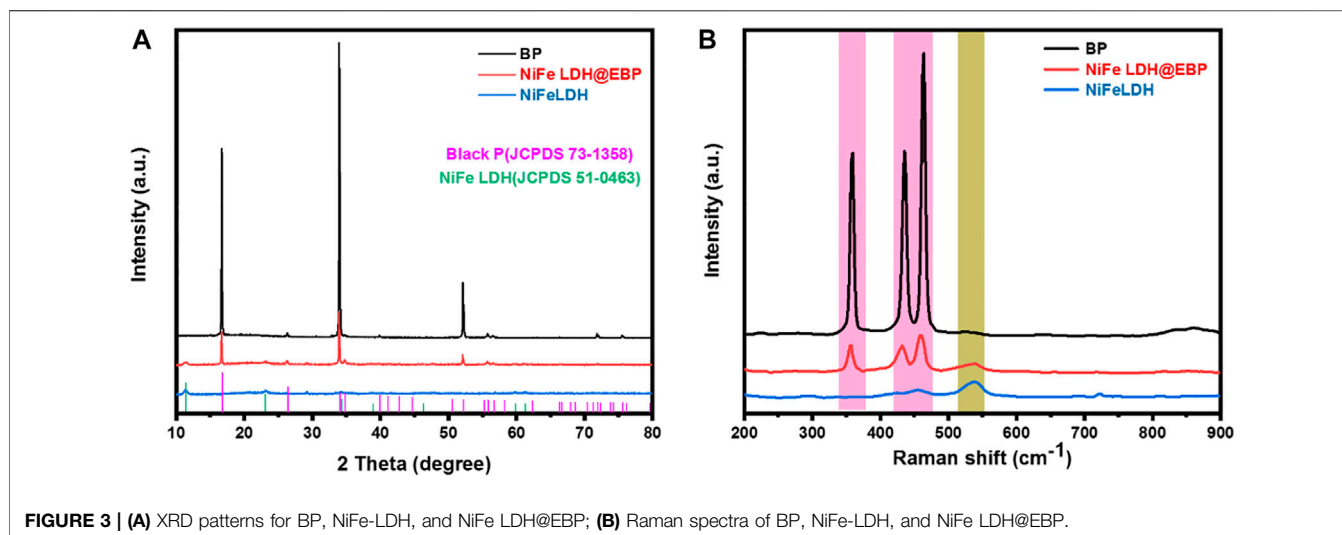 A
BP
NiFe LDH@EBP
NiFeLDH
Black P(JCPDS 73-1358)
NiFe LDH(JCPDS 51-0463)
Intensity (a.u.)
10 20 30 40 50 60 70 80
2 Theta (degree)
B
BP
NiFe LDH@EBP
NiFeLDH
Intensity (a.u.)
200 300 400 500 600 700 800 900
Raman shift (cm-1)
FIGURE 3 | (A) XRD patterns for BP, NiFe-LDH, and NiFe LDH@EBP; (B) Raman spectra of BP, NiFe-LDH, and NiFe LDH@EBP.